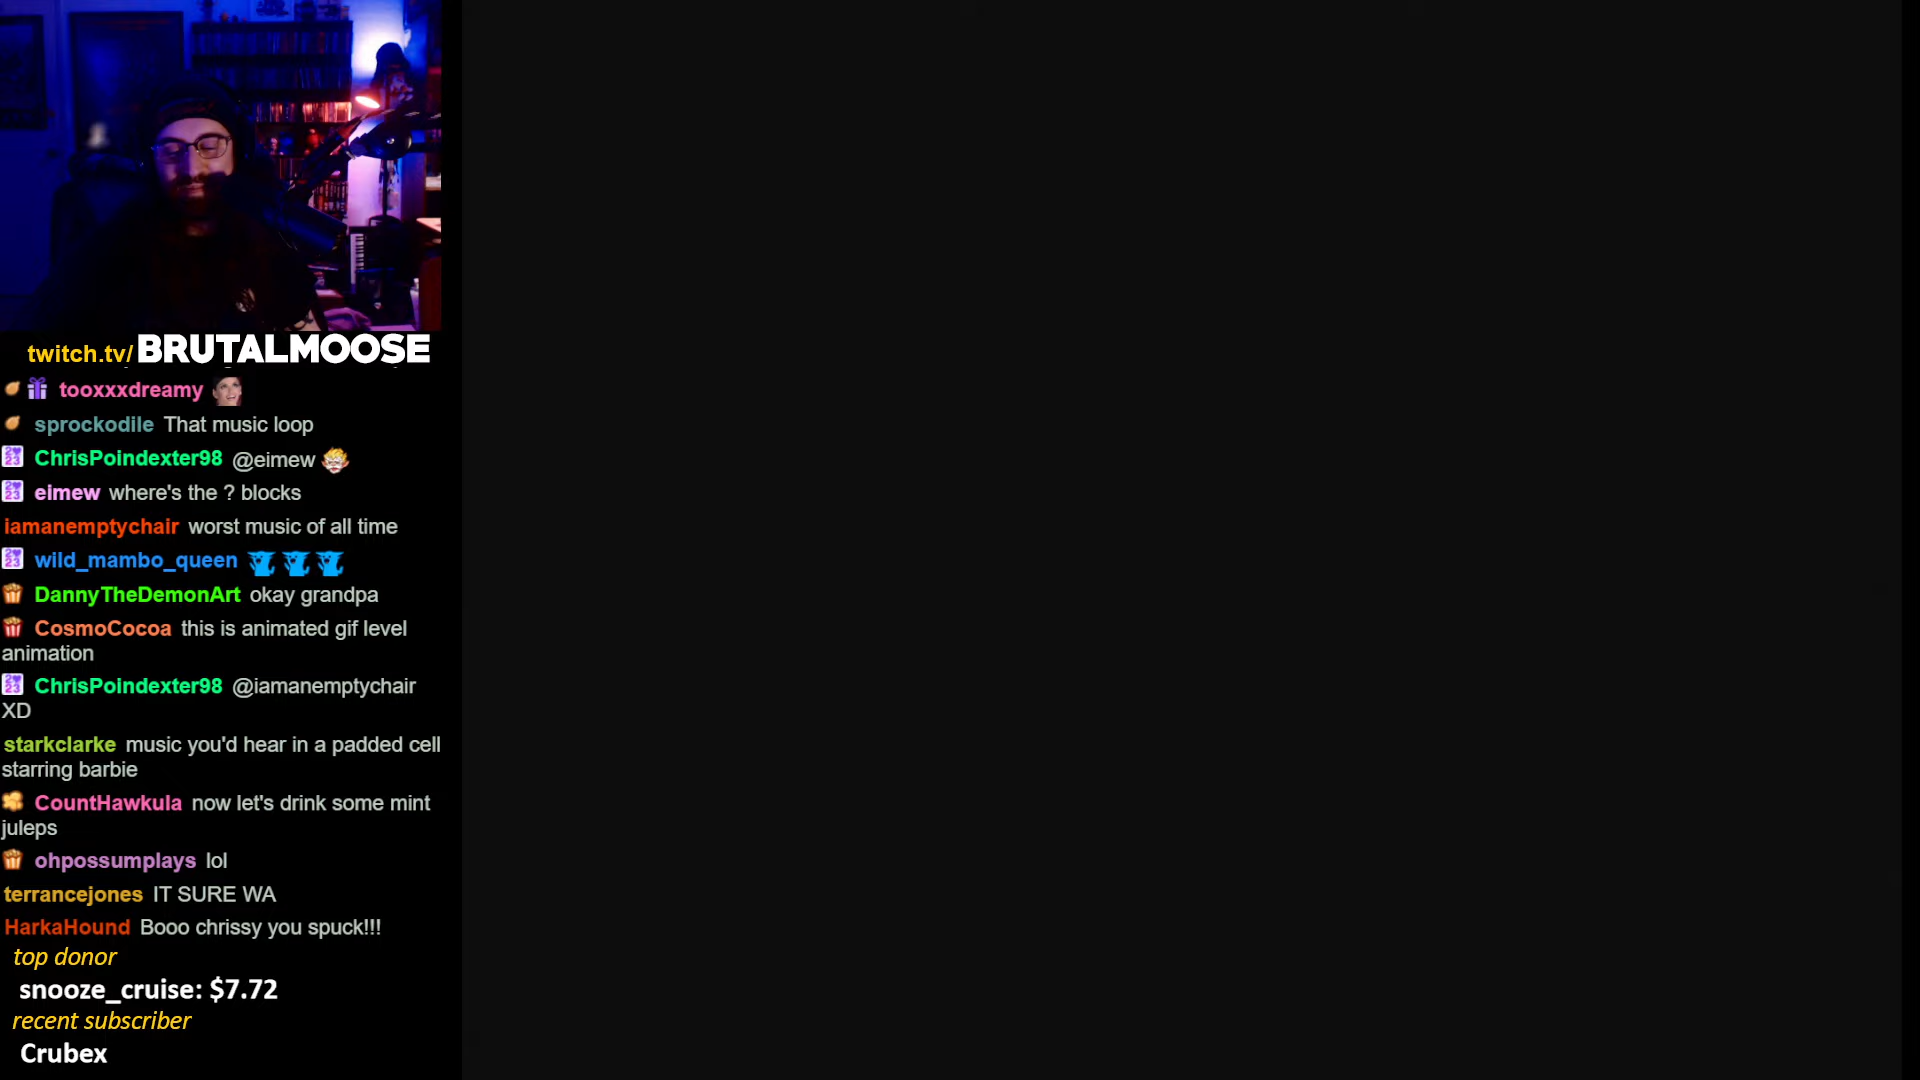 twitch.tv/BRUTALMOOSE
tooxxxdreamy
sprockodile That music loop
ChrisPoindexter98 @eimew
eimew where's the ? blocks
iamanemptychair worst music of all time
wild_mambo_queen
DannyTheDemonArt okay grandpa
CosmoCocoa this is animated gif level
animation
ChrisPoindexter98 @iamanemptychair
XD
starkclarke music you'd hear in a padded cell
starring barbie
CountHawkula now let's drink some mint
juleps
ohpossumplays lol
terrancejones IT SURE WA
HarkaHound Booo chrissy you spuck!!!
top donor
snooze_cruise: $7.72
recent subscriber
Crubex